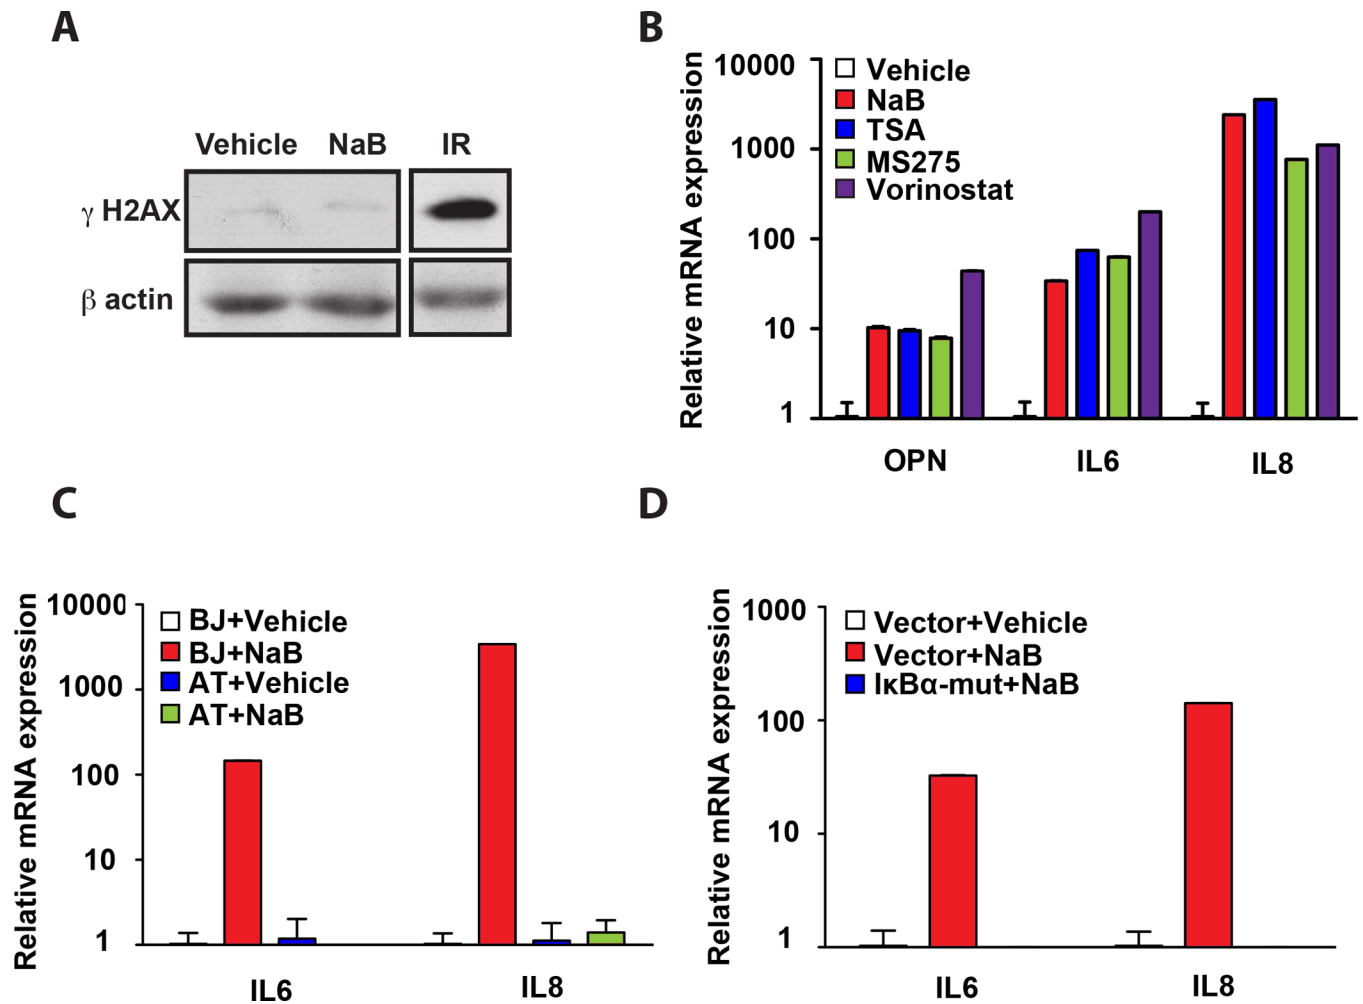 A
Vehicle NaB IR
γ H2AX
β actin
B
Relative mRNA expression
10000
1000
100
10
1
Vehicle
NaB
TSA
MS275
Vorinostat
OPN IL6 IL8
C
Relative mRNA expression
10000
1000
100
10
1
BJ+Vehicle
BJ+NaB
AT+Vehicle
AT+NaB
IL6 IL8
D
Relative mRNA expression
1000
100
10
1
Vector+Vehicle
Vector+NaB
IκBα-mut+NaB
IL6 IL8